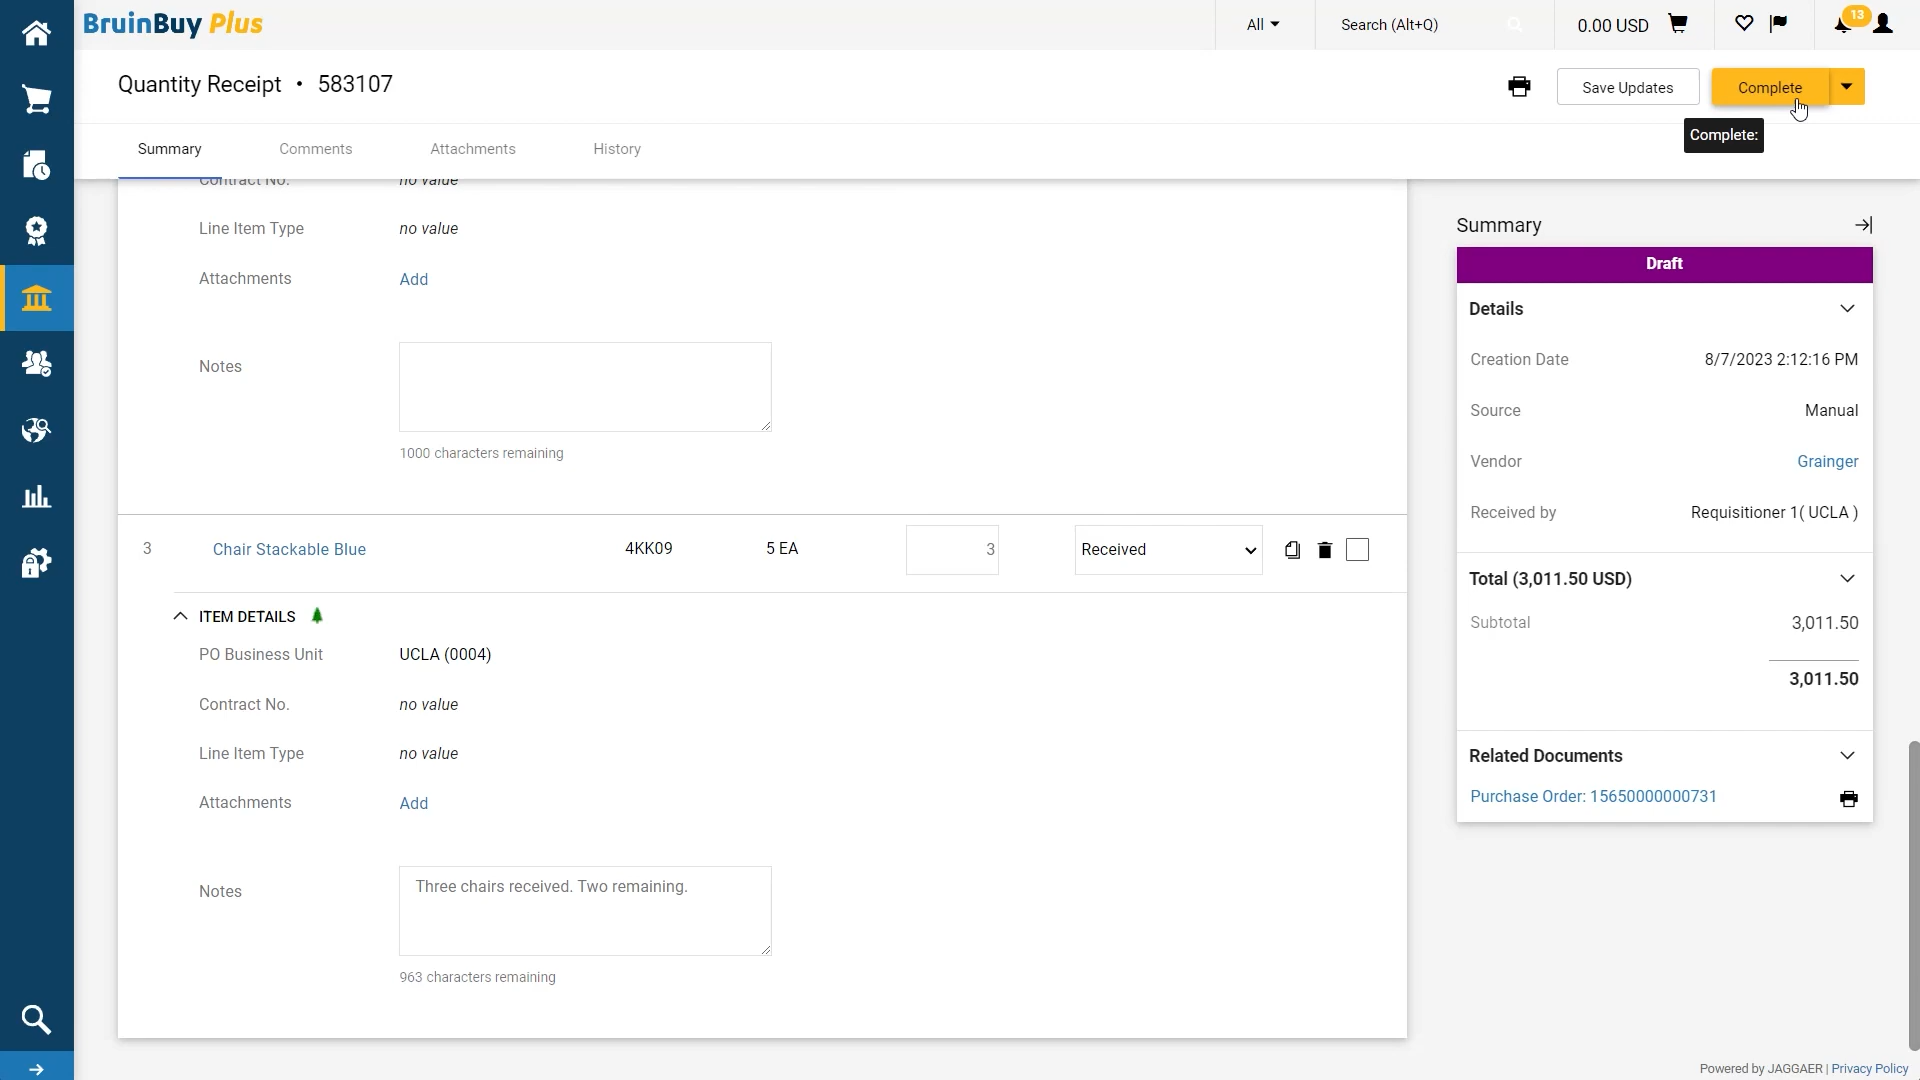 BruinBuy Plus
All
Search (Alt+Q)
0.00 USD
13
Quantity Receipt • 583107
Save Updates
Complete
Complete:
Summary
Comments
Attachments
History
Contract No.
no value
Line Item Type
no value
Attachments
Add
Notes
1000 characters remaining
3
Chair Stackable Blue
4KK09
5 EA
3
Received
ITEM DETAILS
PO Business Unit
UCLA (0004)
Contract No.
no value
Line Item Type
no value
Attachments
Add
Notes
Three chairs received. Two remaining.
963 characters remaining
Summary
Draft
Details
Creation Date
8/7/2023 2:12:16 PM
Source
Manual
Vendor
Grainger
Received by
Requisitioner 1( UCLA )
Total (3,011.50 USD)
Subtotal
3,011.50
3,011.50
Related Documents
Purchase Order: 15650000000731
Powered by JAGGAER | Privacy Policy